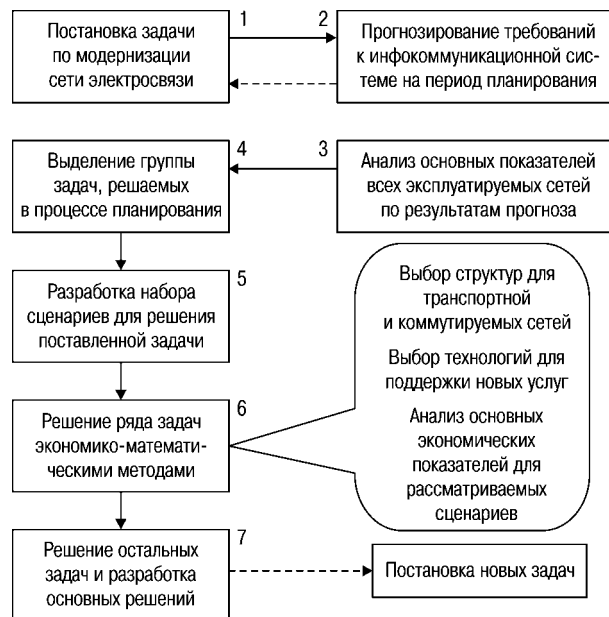 1
2
Постановка задачи
по модернизации
сети электросвязи
Прогнозирование требований
к инфокоммуникационной сис-
теме на период планирования
4
3
Выделение группы
задач, решаемых
в процессе планирования
Анализ основных показателей
всех эксплуатируемых сетей
по результатам прогноза
5
Разработка набора
сценариев для решения
поставленной задачи
Выбор структур для
транспортной
и коммутируемых сетей
Выбор технологий для
поддержки новых услуг
Анализ основных
экономических
показателей для
рассматриваемых
сценариев
6
Решение ряда задач
экономико-математи-
ческими методами
7
Решение остальных
задач и разработка
основных решений
Постановка новых задач